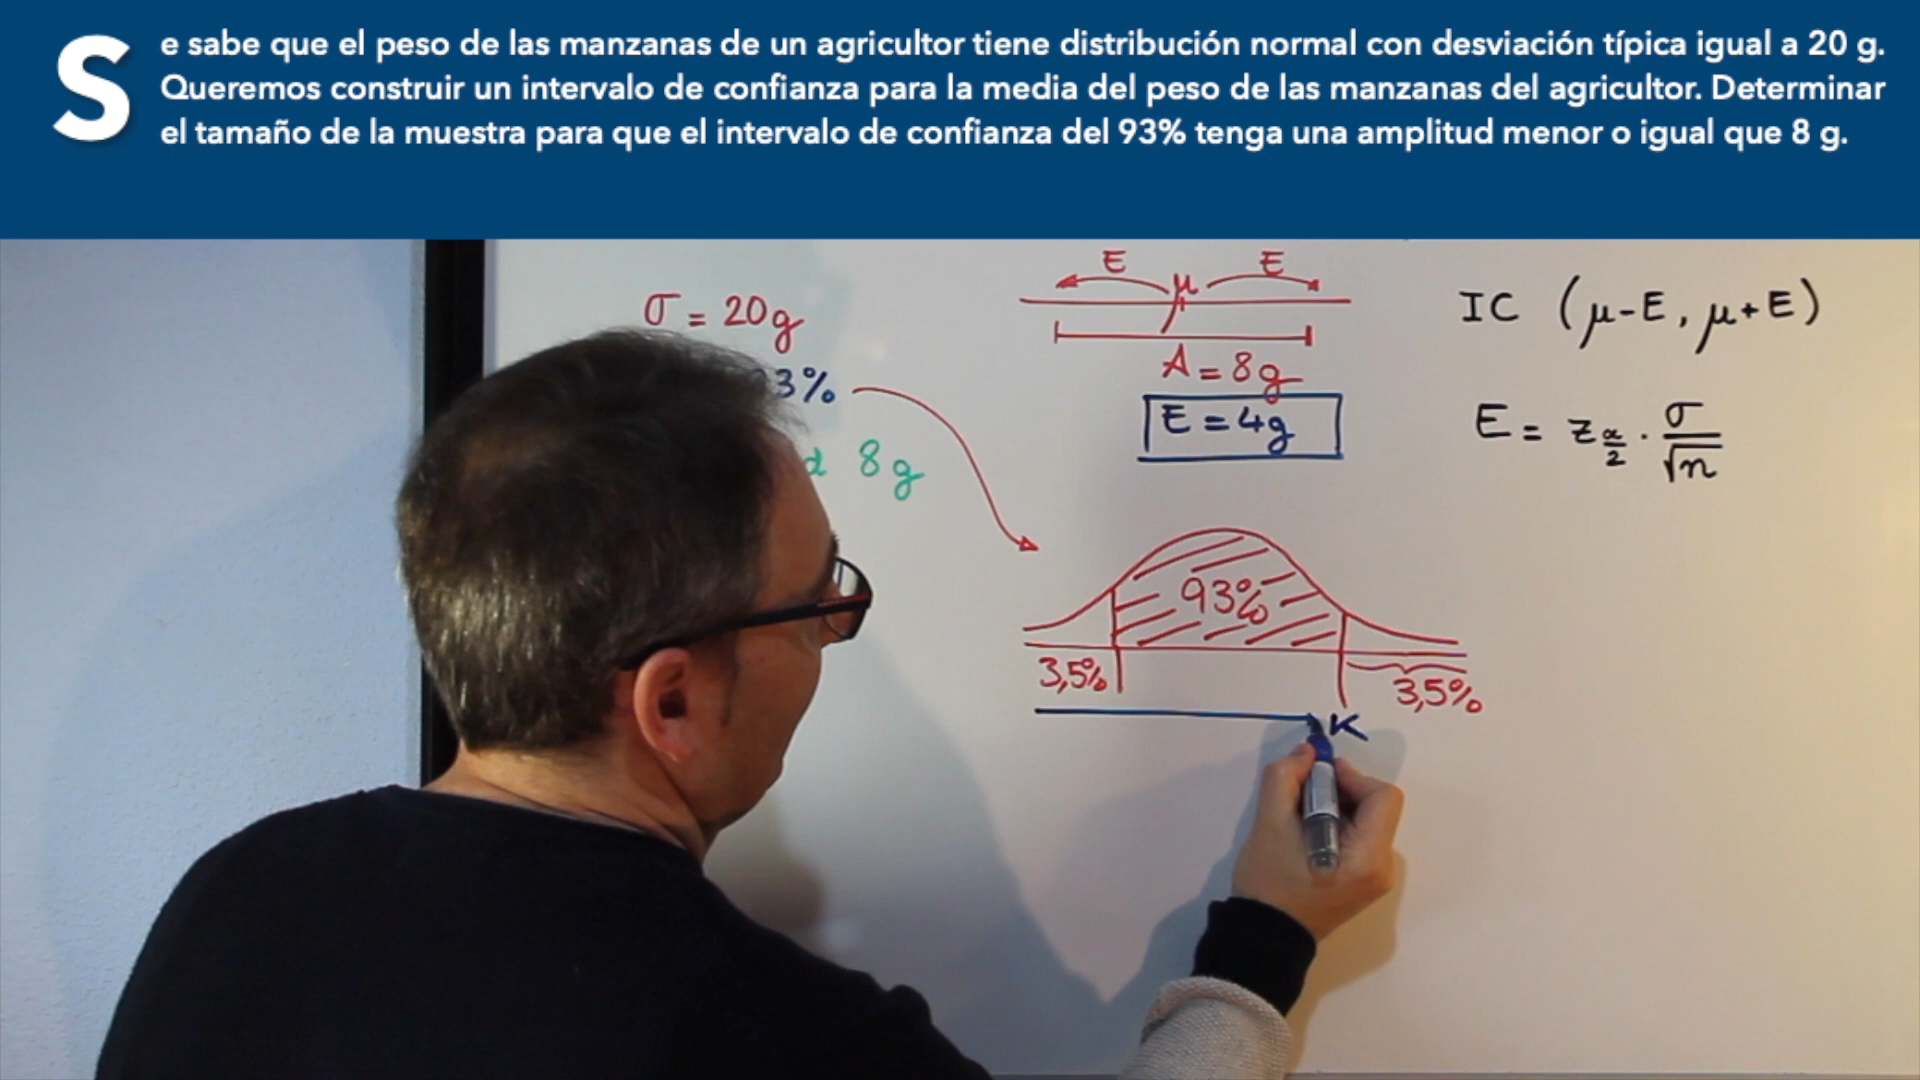 Se sabe que el peso de las manzanas de un agricultor tiene distribución normal con desviación típica igual a 20 g.
Queremos construir un intervalo de confianza para la media del peso de las manzanas del agricultor. Determinar
el tamaño de la muestra para que el intervalo de confianza del 93% tenga una amplitud menor o igual que 8 g.
σ = 20g
3%
8g
E μ E
A = 8g
E = 4g
IC (μ-E, μ+E)
E = z α/2 · σ/√n
93%
3,5% 3,5%
K